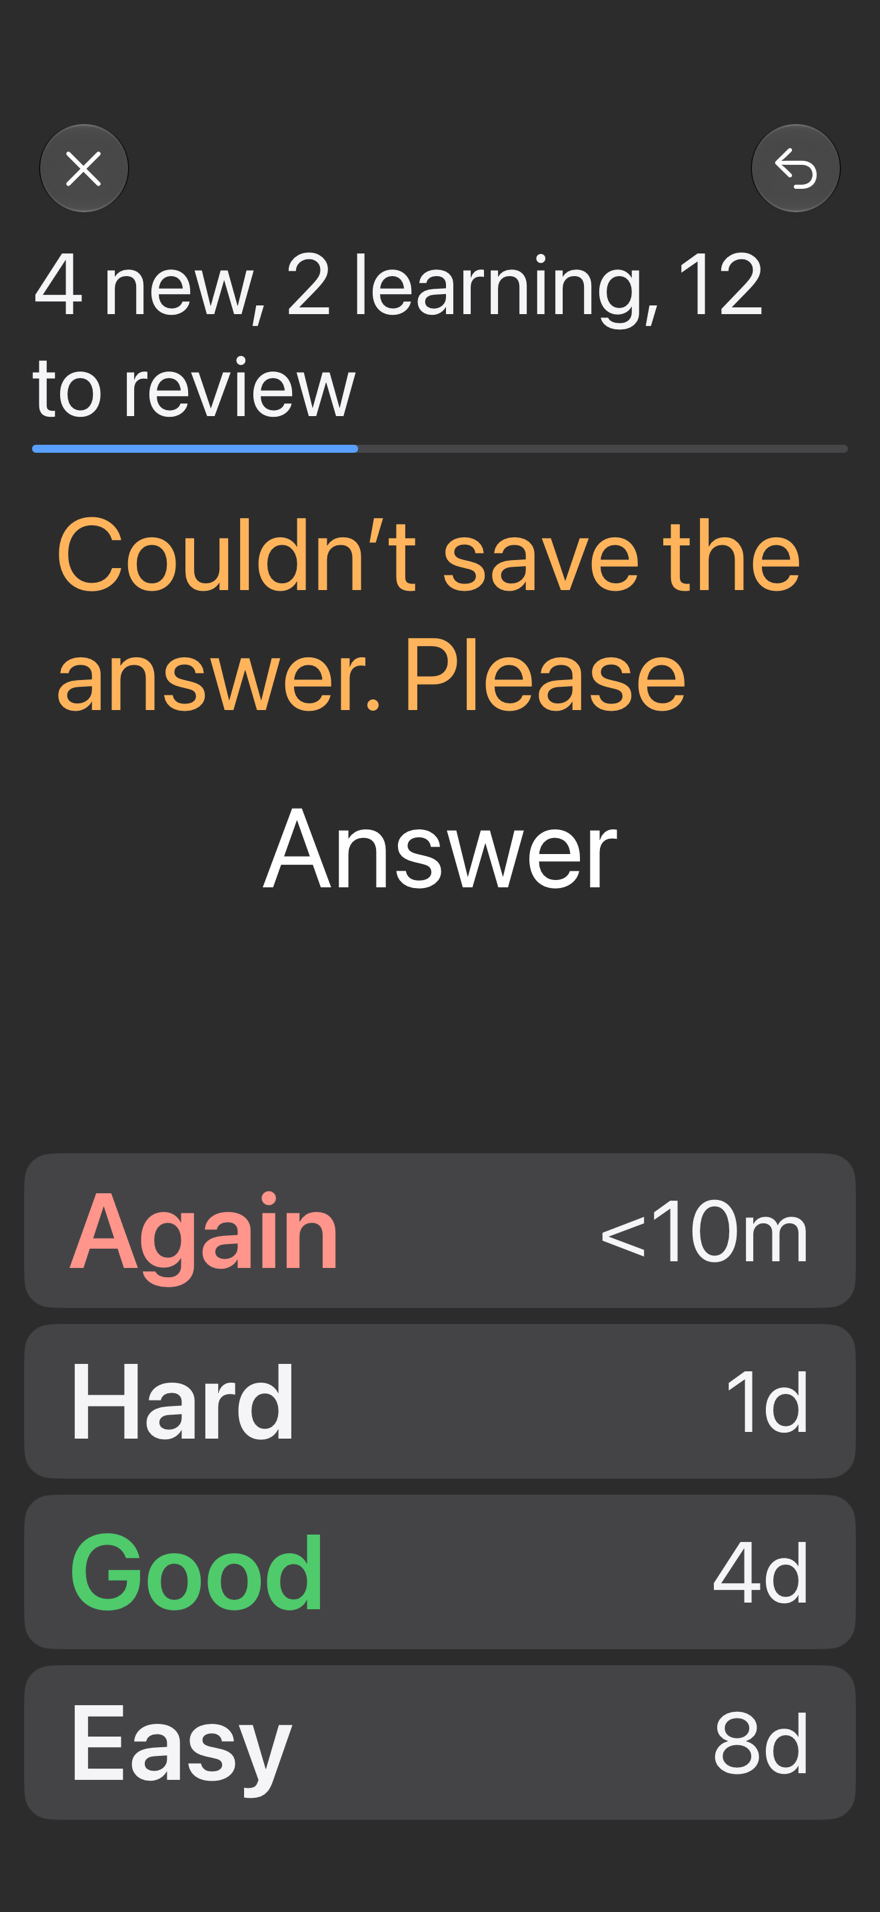 4 new, 2 learning, 12
to review
Couldn’t save the
answer. Please
Answer
Again <10m
Hard 1d
Good 4d
Easy 8d